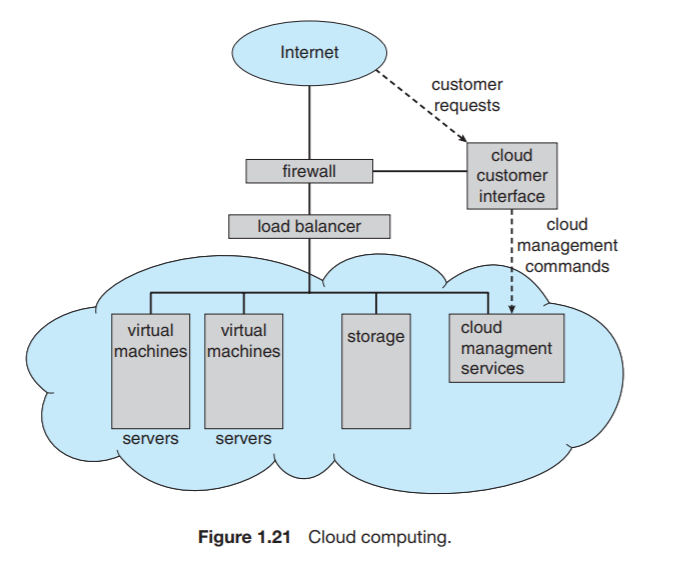 Internet
customer
requests
firewall
cloud
customer
interface
load balancer
cloud
management
commands
virtual
machines
virtual
machines
storage
cloud
managment
services
servers
servers
Figure 1.21 Cloud computing.